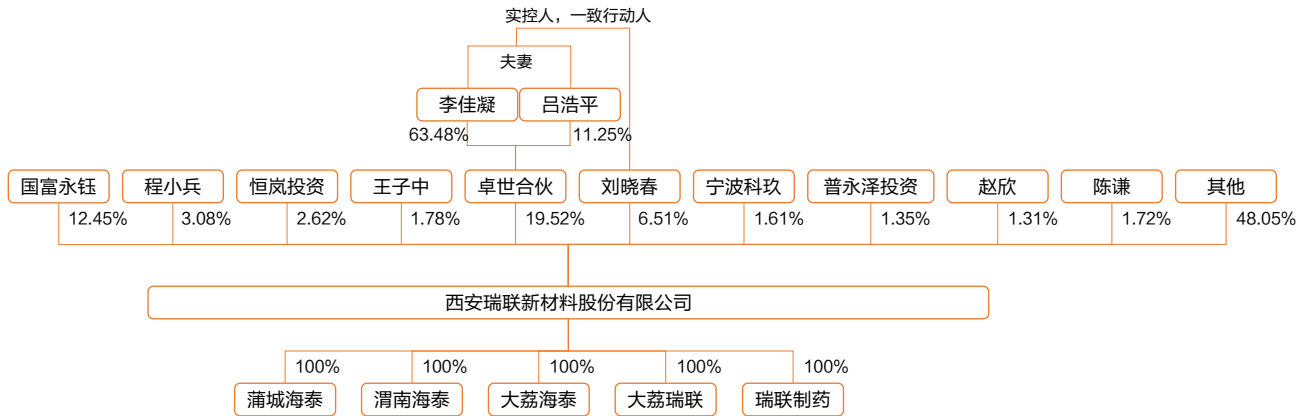 实控人，一致行动人
夫妻
李佳凝 吕浩平
63.48% 11.25%
国富永钰 程小兵 恒岚投资 王子中 卓世合伙 刘晓春 宁波科玖 普永泽投资 赵欣 陈谦 其他
12.45% 3.08% 2.62% 1.78% 19.52% 6.51% 1.61% 1.35% 1.31% 1.72% 48.05%
西安瑞联新材料股份有限公司
100% 100% 100% 100% 100%
蒲城海泰 渭南海泰 大荔海泰 大荔瑞联 瑞联制药